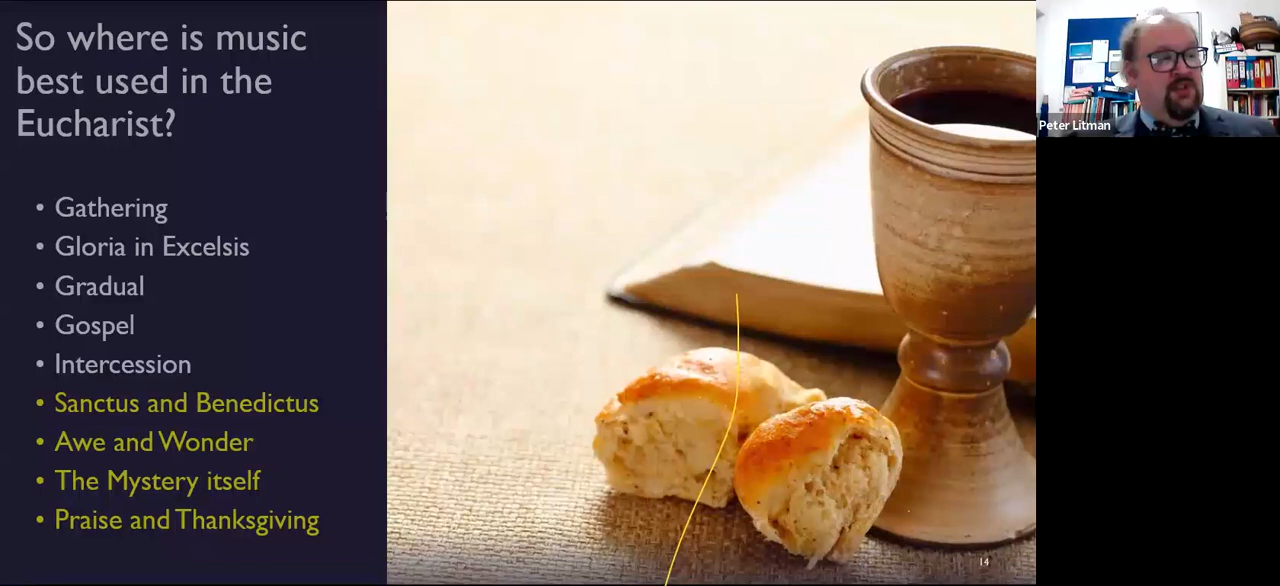 So where is music
best used in the
Eucharist?
• Gathering
• Gloria in Excelsis
• Gradual
• Gospel
• Intercession
• Sanctus and Benedictus
• Awe and Wonder
• The Mystery itself
• Praise and Thanksgiving
14
Peter Litman